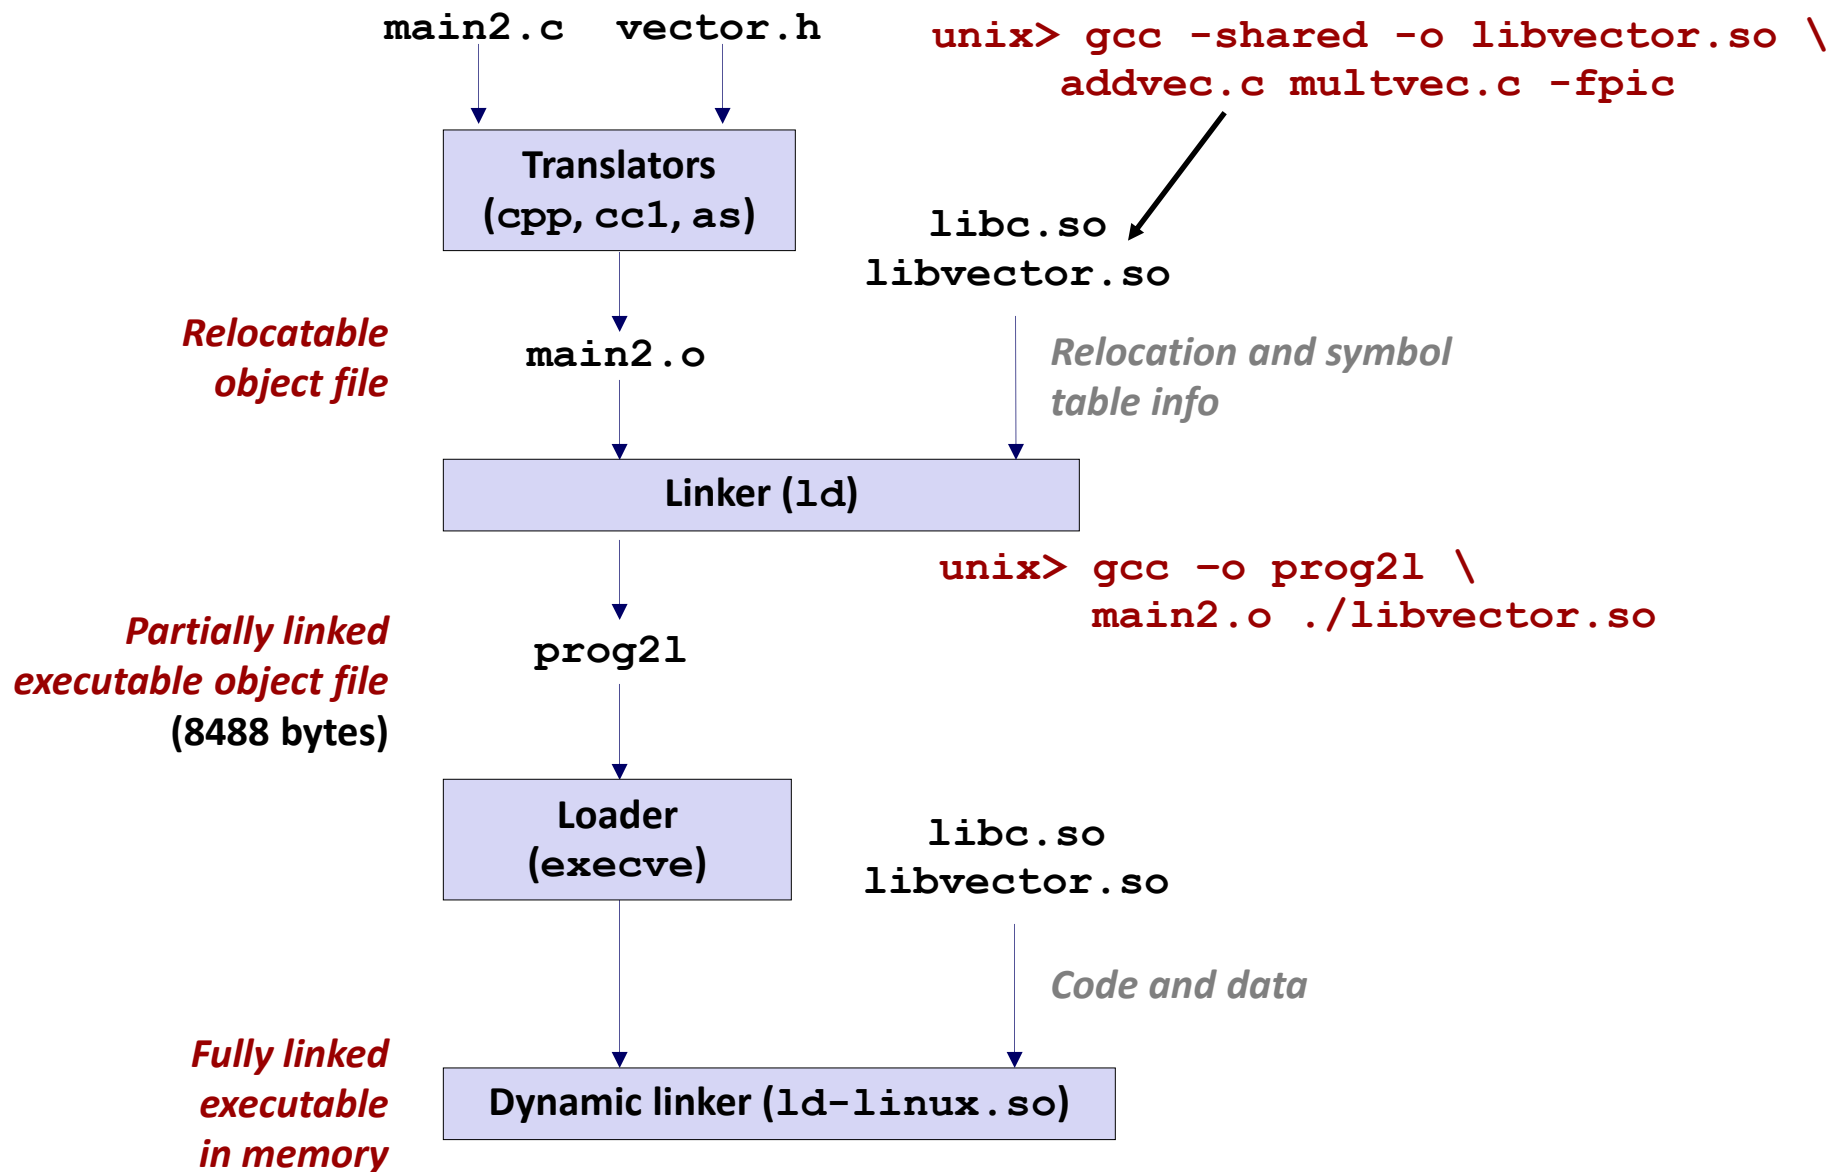 main2.c vector.h
unix> gcc -shared -o libvector.so \
addvec.c multvec.c -fpic
Translators
(cpp, cc1, as)
libc.so
libvector.so
Relocatable
object file
main2.o
Relocation and symbol
table info
Linker (ld)
unix> gcc –o prog2l \
main2.o ./libvector.so
Partially linked
executable object file
(8488 bytes)
prog2l
Loader
(execve)
libc.so
libvector.so
Code and data
Fully linked
executable
in memory
Dynamic linker (ld-linux.so)